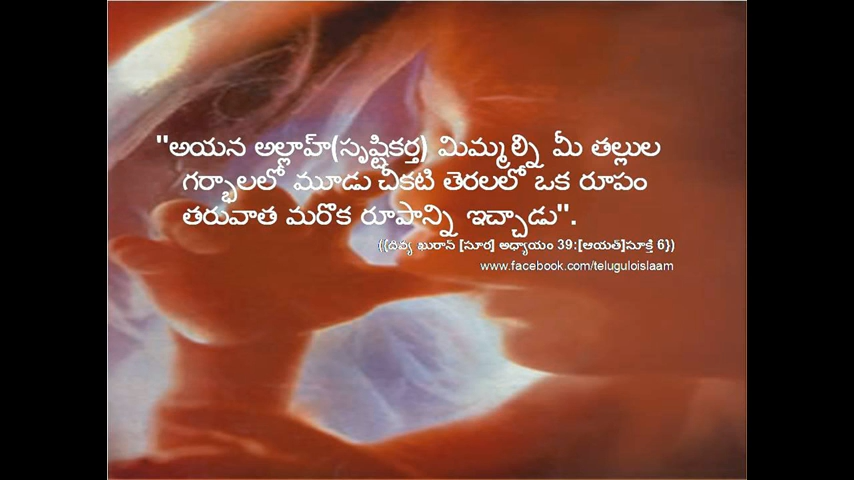 "అయన అల్లాహ్(సృష్టికర్త) మిమ్మల్ని మీ తల్లుల
గర్భాలలో మూడు చీకటి తెరలలో ఒక రూపం
తరువాత మరొక రూపాన్ని ఇచ్చాడు".
({దివ్య ఖురాన్ [సూర] అధ్యాయం 39:[ఆయత్]సూక్తి 6})
www.facebook.com/teluguloislaam